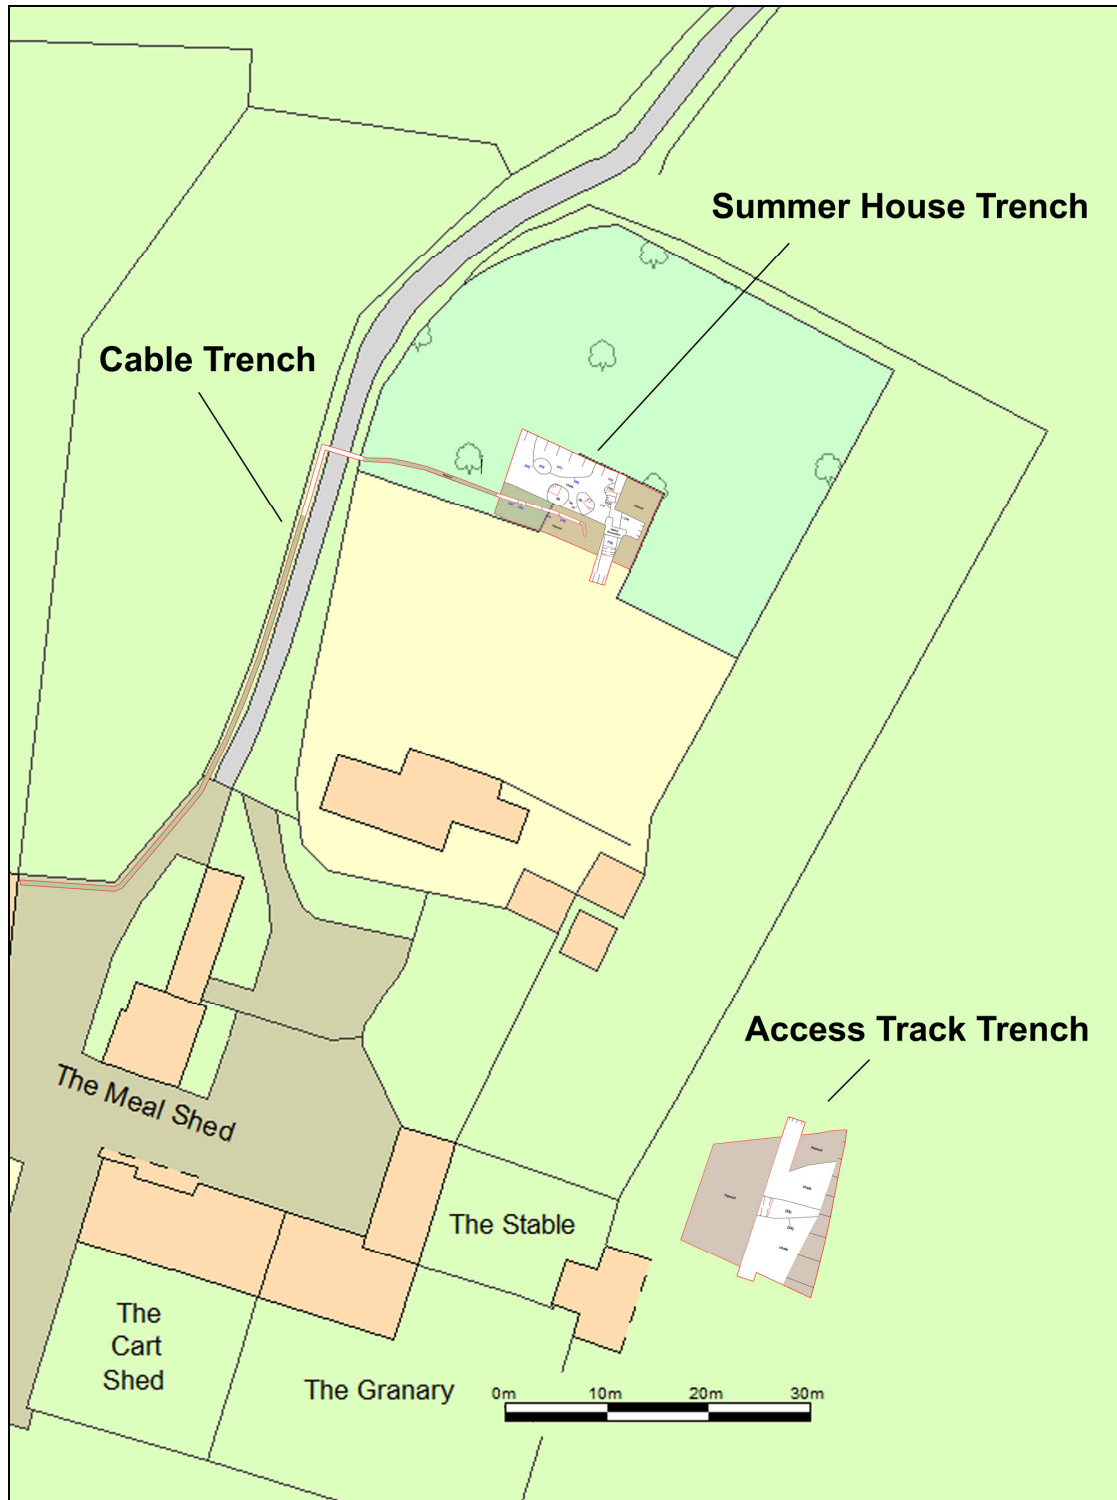 Summer House Trench
Cable Trench
Access Track Trench
The Meal Shed
The Stable
The
Cart
Shed
The Granary
0m 10m 20m 30m